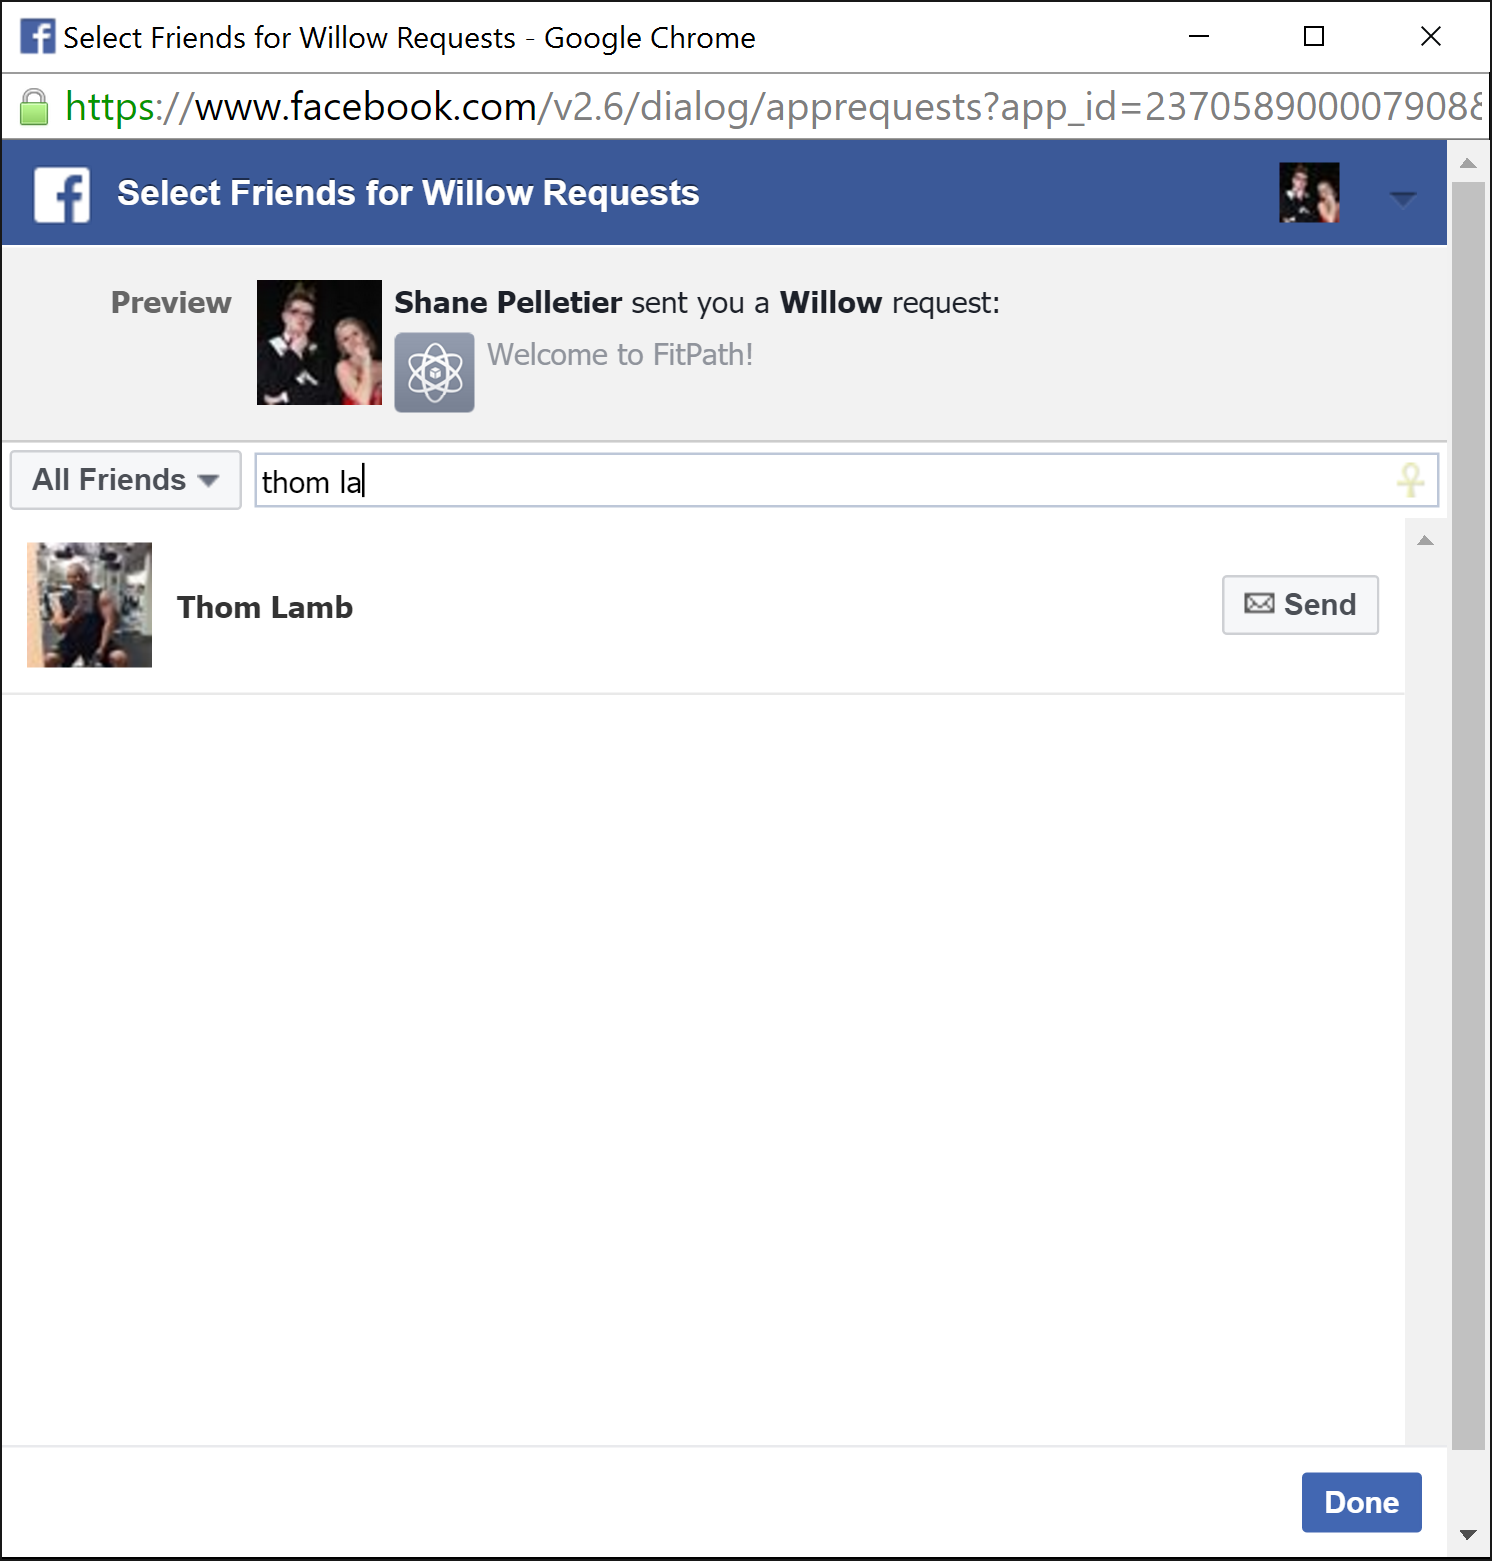 Select Friends for Willow Requests - Google Chrome
https://www.facebook.com/v2.6/dialog/apprequests?app_id=2370589000079088
Select Friends for Willow Requests
Preview
Shane Pelletier sent you a Willow request:
Welcome to FitPath!
All Friends
thom la
Thom Lamb
Send
Done